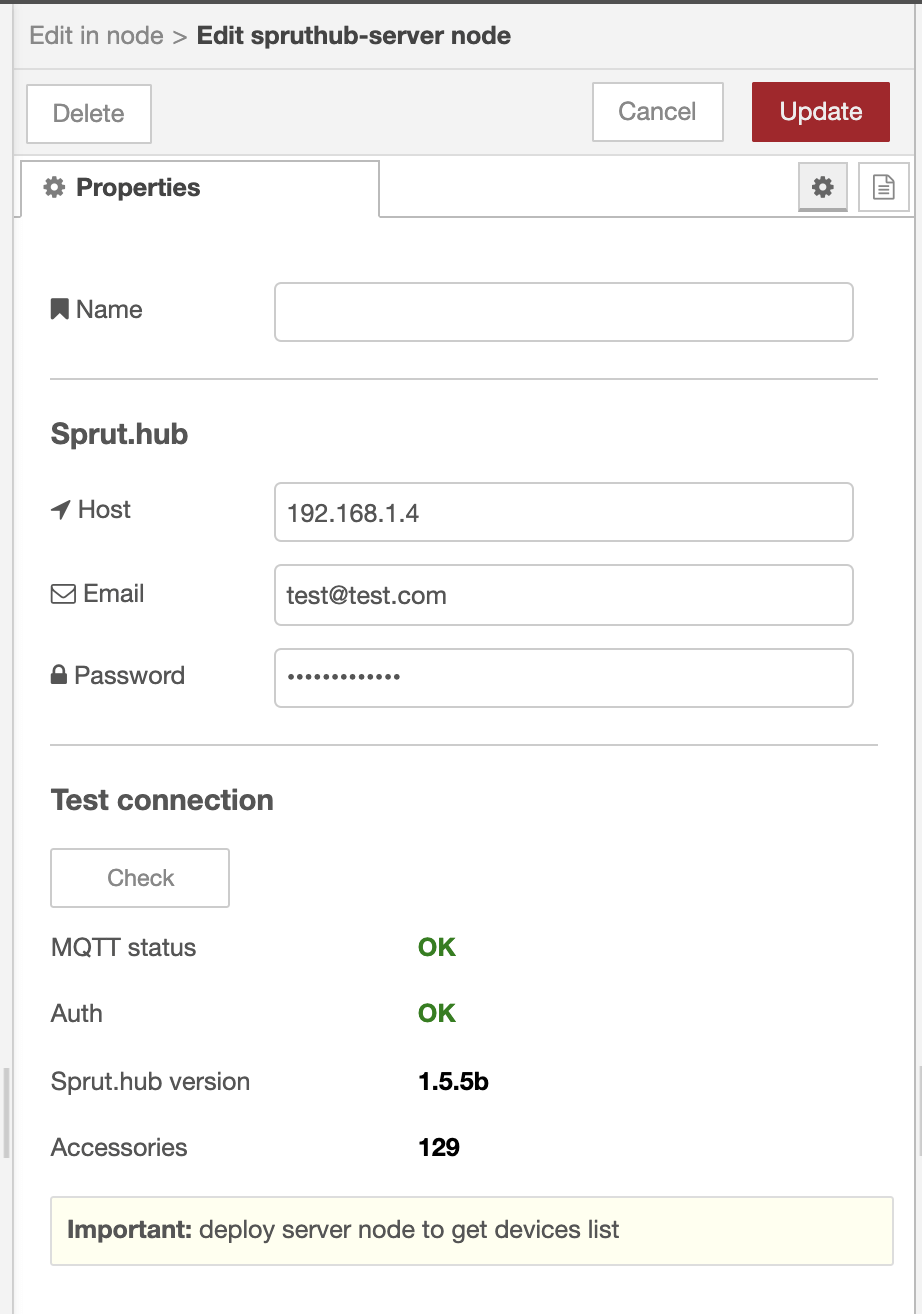 Edit in node > Edit spruthub-server node
Delete
Cancel
Update
Properties
Name
Sprut.hub
Host 192.168.1.4
Email test@test.com
Password •••••••••••••
Test connection
Check
MQTT status OK
Auth OK
Sprut.hub version 1.5.5b
Accessories 129
Important: deploy server node to get devices list